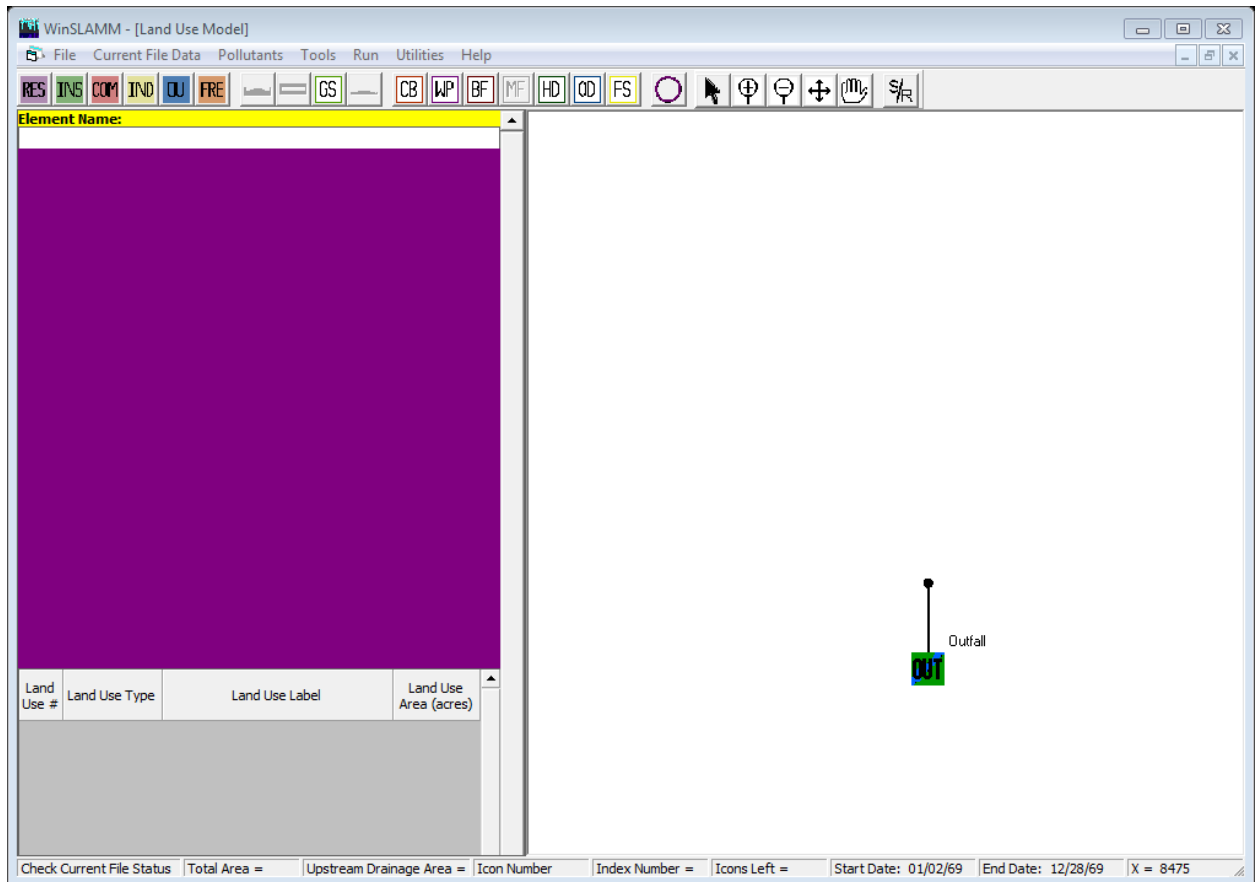 WinSLAMM - [Land Use Model]
File Current File Data Pollutants Tools Run Utilities Help
RES INS COM IND OU FRE GS CB WP BF MF HD OD FS S/R
Element Name:
Outfall
OUT
Land Use # Land Use Type Land Use Label Land Use Area (acres)
Check Current File Status Total Area = Upstream Drainage Area = Icon Number Index Number = Icons Left = Start Date: 01/02/69 End Date: 12/28/69 X = 8475